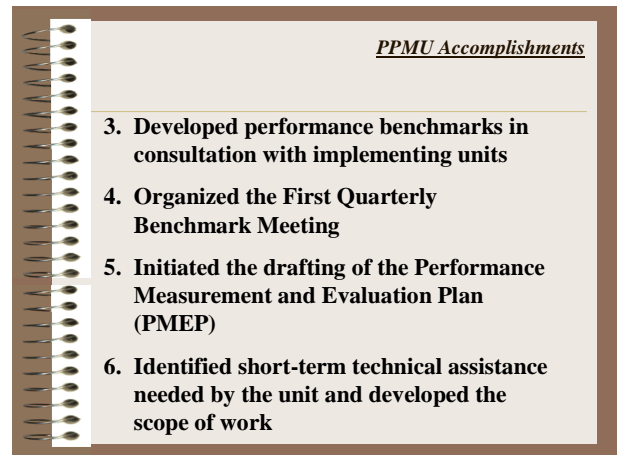 PPMU Accomplishments
3. Developed performance benchmarks in
consultation with implementing units
4. Organized the First Quarterly
Benchmark Meeting
5. Initiated the drafting of the Performance
Measurement and Evaluation Plan
(PMEP)
6. Identified short-term technical assistance
needed by the unit and developed the
scope of work